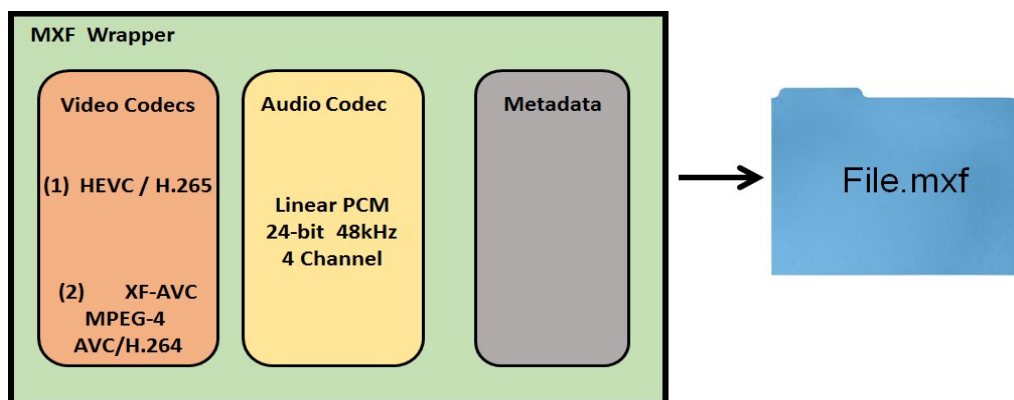 MXF Wrapper
Video Codecs
(1) HEVC / H.265
(2) XF-AVC
MPEG-4
AVC/H.264
Audio Codec
Linear PCM
24-bit 48kHz
4 Channel
Metadata
File.mxf